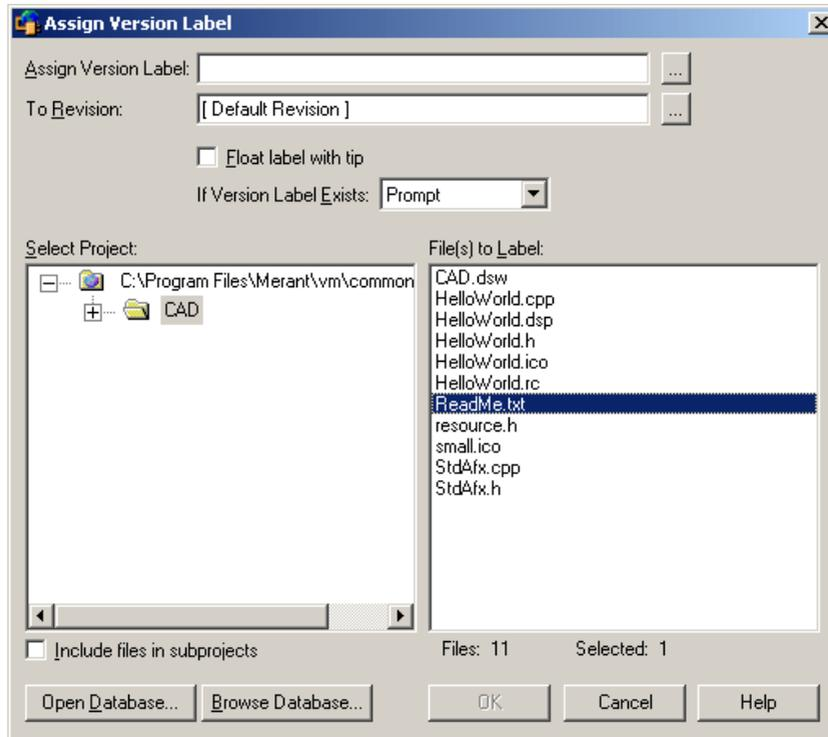 Assign Version Label
Assign Version Label:
...
To Revision:
[ Default Revision ]
...
Float label with tip
If Version Label Exists:
Prompt
Select Project:
C:\Program Files\Merant\vm\common
CAD
Include files in subprojects
File(s) to Label:
CAD.dsw
HelloWorld.cpp
HelloWorld.dsp
HelloWorld.h
HelloWorld.ico
HelloWorld.rc
ReadMe.txt
resource.h
small.ico
StdAfx.cpp
StdAfx.h
Files: 11
Selected: 1
Open Database...
Browse Database...
OK
Cancel
Help